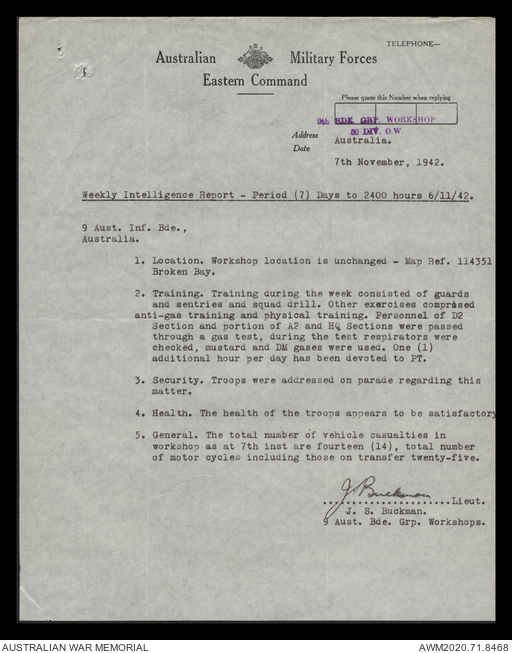 TELEPHONE—
Australian Military Forces
Eastern Command
Please quote this Number when replying
9th BDE. GRP. WORKSHOP
DIV. O.W.
Address
Australia.
Date
7th November, 1942.
Weekly Intelligence Report - Period (7) Days to 2400 hours 6/11/42.
9 Aust. Inf. Bde.,
Australia.
1. Location. Workshop location is unchanged - Map Ref. 114351
Broken Bay.
2. Training. Training during the week consisted of guards
and sentries and squad drill. Other exercises comprised
anti-gas training and physical training. Personnel of D2
Section and portion of A2 and HQ Sections were passed
through a gas test, during the test respirators were
checked, mustard and DM gases were used. One (1)
additional hour per day has been devoted to PT.
3. Security. Troops were addressed on parade regarding this
matter.
4. Health. The health of the troops appears to be satisfactory
5. General. The total number of vehicle casualties in
workshop as at 7th inst are fourteen (14), total number
of motor cycles including those on transfer twenty-five.
J Buckman
....................Lieut.
J. S. Buckman.
9 Aust. Bde. Grp. Workshops.
AUSTRALIAN WAR MEMORIAL
AWM2020.71.8468